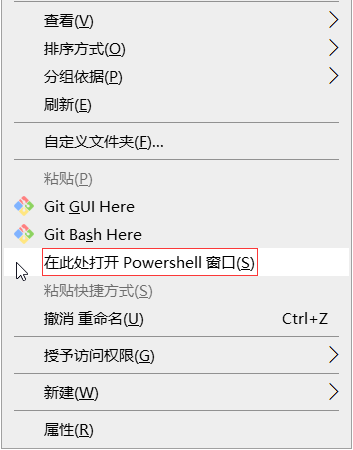 查看(V)
排序方式(O)
分组依据(P)
刷新(E)
自定义文件夹(F)...
粘贴(P)
Git GUI Here
Git Bash Here
在此处打开 Powershell 窗口(S)
粘贴快捷方式(S)
撤消 重命名(U) Ctrl+Z
授予访问权限(G)
新建(W)
属性(R)